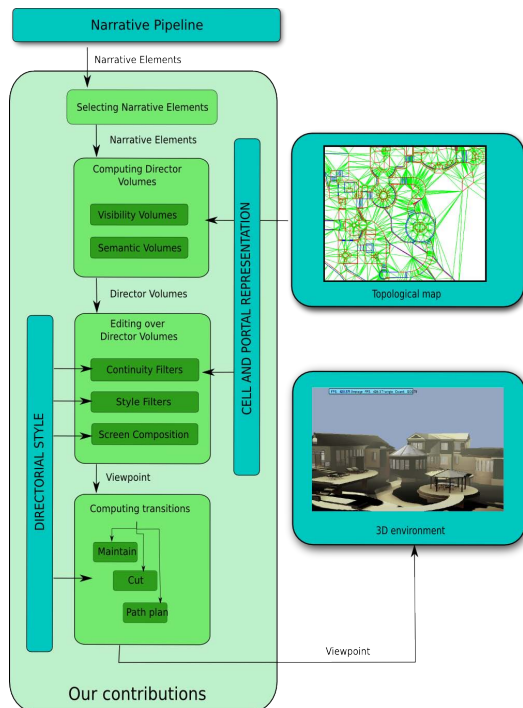 Narrative Pipeline
Narrative Elements
Selecting Narrative Elements
Narrative Elements
Computing Director
Volumes
Visibility Volumes
Semantic Volumes
Director Volumes
Editing over
Director Volumes
Continuity Filters
Style Filters
Screen Composition
Viewpoint
Computing transitions
Maintain
Cut
Path plan
Our contributions
DIRECTORIAL STYLE
CELL AND PORTAL REPRESENTATION
Topological map
3D environment
Viewpoint